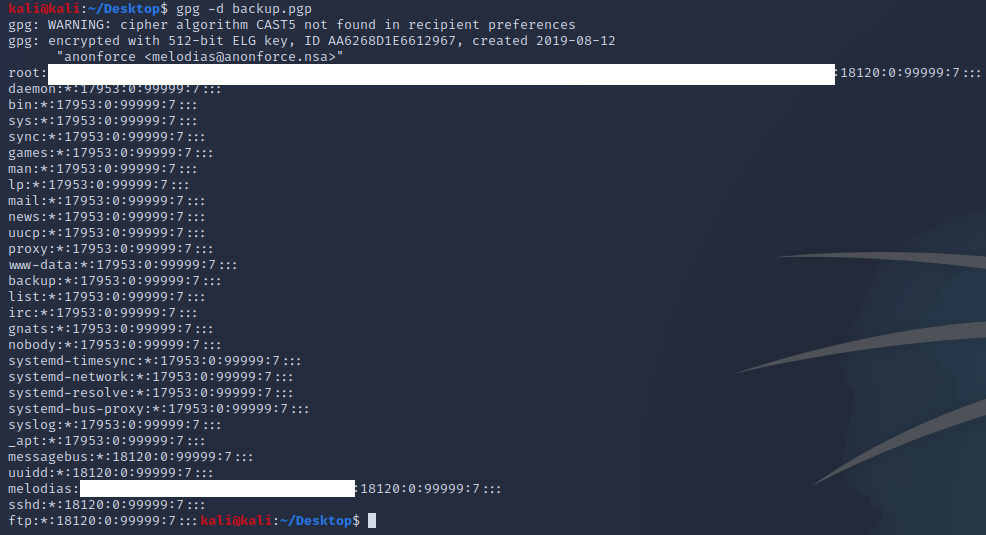 kali@kali:~/Desktop$ gpg -d backup.pgp
gpg: WARNING: cipher algorithm CAST5 not found in recipient preferences
gpg: encrypted with 512-bit ELG key, ID AA6268D1E6612967, created 2019-08-12
"anonforce <melodias@anonforce.nsa>"
root: :18120:0:99999:7:::
daemon:*:17953:0:99999:7:::
bin:*:17953:0:99999:7:::
sys:*:17953:0:99999:7:::
sync:*:17953:0:99999:7:::
games:*:17953:0:99999:7:::
man:*:17953:0:99999:7:::
lp:*:17953:0:99999:7:::
mail:*:17953:0:99999:7:::
news:*:17953:0:99999:7:::
uucp:*:17953:0:99999:7:::
proxy:*:17953:0:99999:7:::
www-data:*:17953:0:99999:7:::
backup:*:17953:0:99999:7:::
list:*:17953:0:99999:7:::
irc:*:17953:0:99999:7:::
gnats:*:17953:0:99999:7:::
nobody:*:17953:0:99999:7:::
systemd-timesync:*:17953:0:99999:7:::
systemd-network:*:17953:0:99999:7:::
systemd-resolve:*:17953:0:99999:7:::
systemd-bus-proxy:*:17953:0:99999:7:::
syslog:*:17953:0:99999:7:::
_apt:*:17953:0:99999:7:::
messagebus:*:18120:0:99999:7:::
uuidd:*:18120:0:99999:7:::
melodias: :18120:0:99999:7:::
sshd:*:18120:0:99999:7:::
ftp:*:18120:0:99999:7:::kali@kali:~/Desktop$